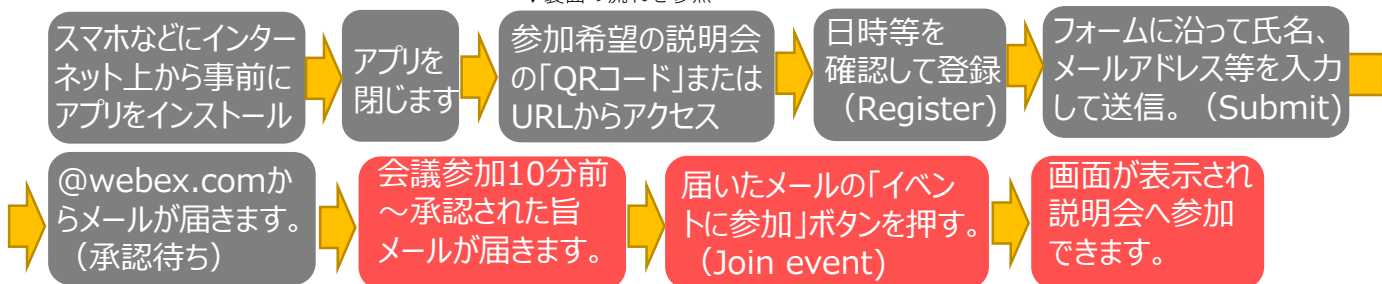 スマホなどにインター
ネット上から事前に
アプリをインストール
アプリを
閉じます
参加希望の説明会
の「QRコード」または
URLからアクセス
日時等を
確認して登録
（Register)
フォームに沿って氏名、
メールアドレス等を入力
して送信。（Submit)
@webex.comか
らメールが届きます。
（承認待ち）
会議参加10分前
～承認された旨
メールが届きます。
届いたメールの「イベン
トに参加」ボタンを押す。
（Join event)
画面が表示され
説明会へ参加
できます。